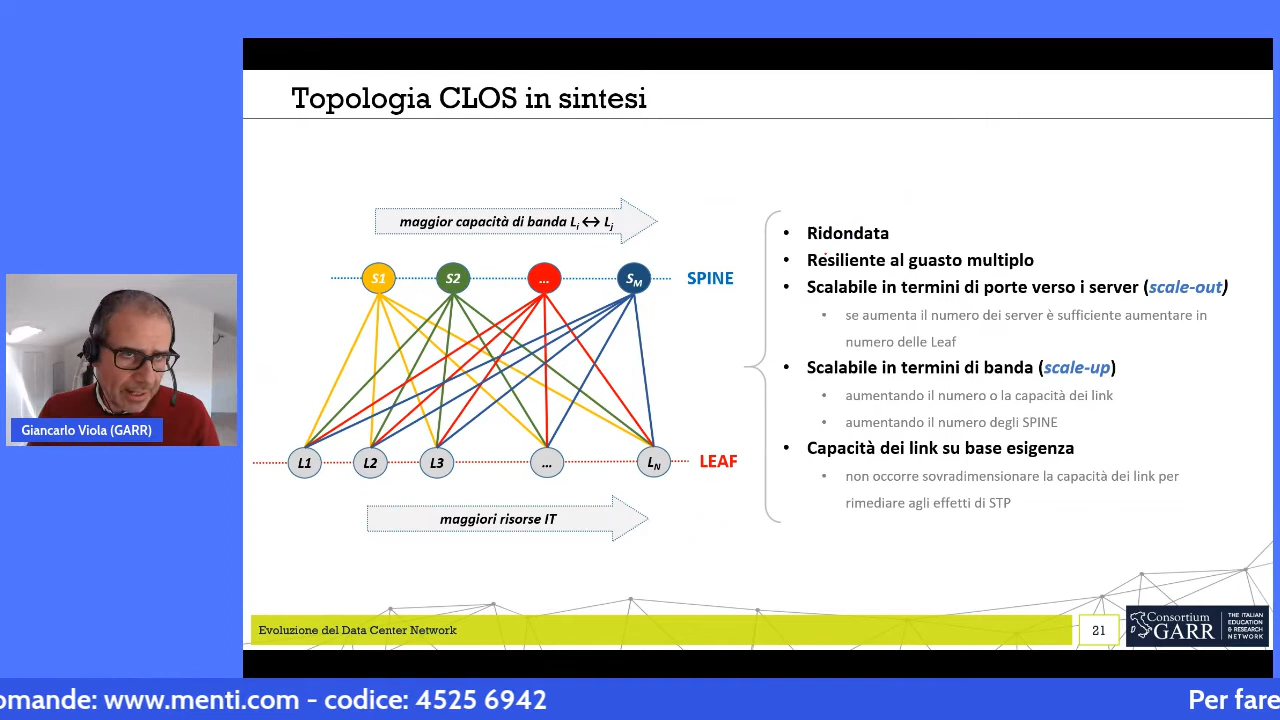 Topologia CLOS in sintesi
maggior capacità di banda Li ↔ Lj
S1 S2 ... SM SPINE
L1 L2 L3 ... LN LEAF
maggiori risorse IT
• Ridondata
• Resiliente al guasto multiplo
• Scalabile in termini di porte verso i server (scale-out)
• se aumenta il numero dei server è sufficiente aumentare in
numero delle Leaf
• Scalabile in termini di banda (scale-up)
• aumentando il numero o la capacità dei link
• aumentando il numero degli SPINE
• Capacità dei link su base esigenza
• non occorre sovradimensionare la capacità dei link per
rimediare agli effetti di STP
Giancarlo Viola (GARR)
Evoluzione del Data Center Network
21
Consortium
GARR
THE ITALIAN
EDUCATION
& RESEARCH
NETWORK
omande: www.menti.com - codice: 4525 6942
Per fare